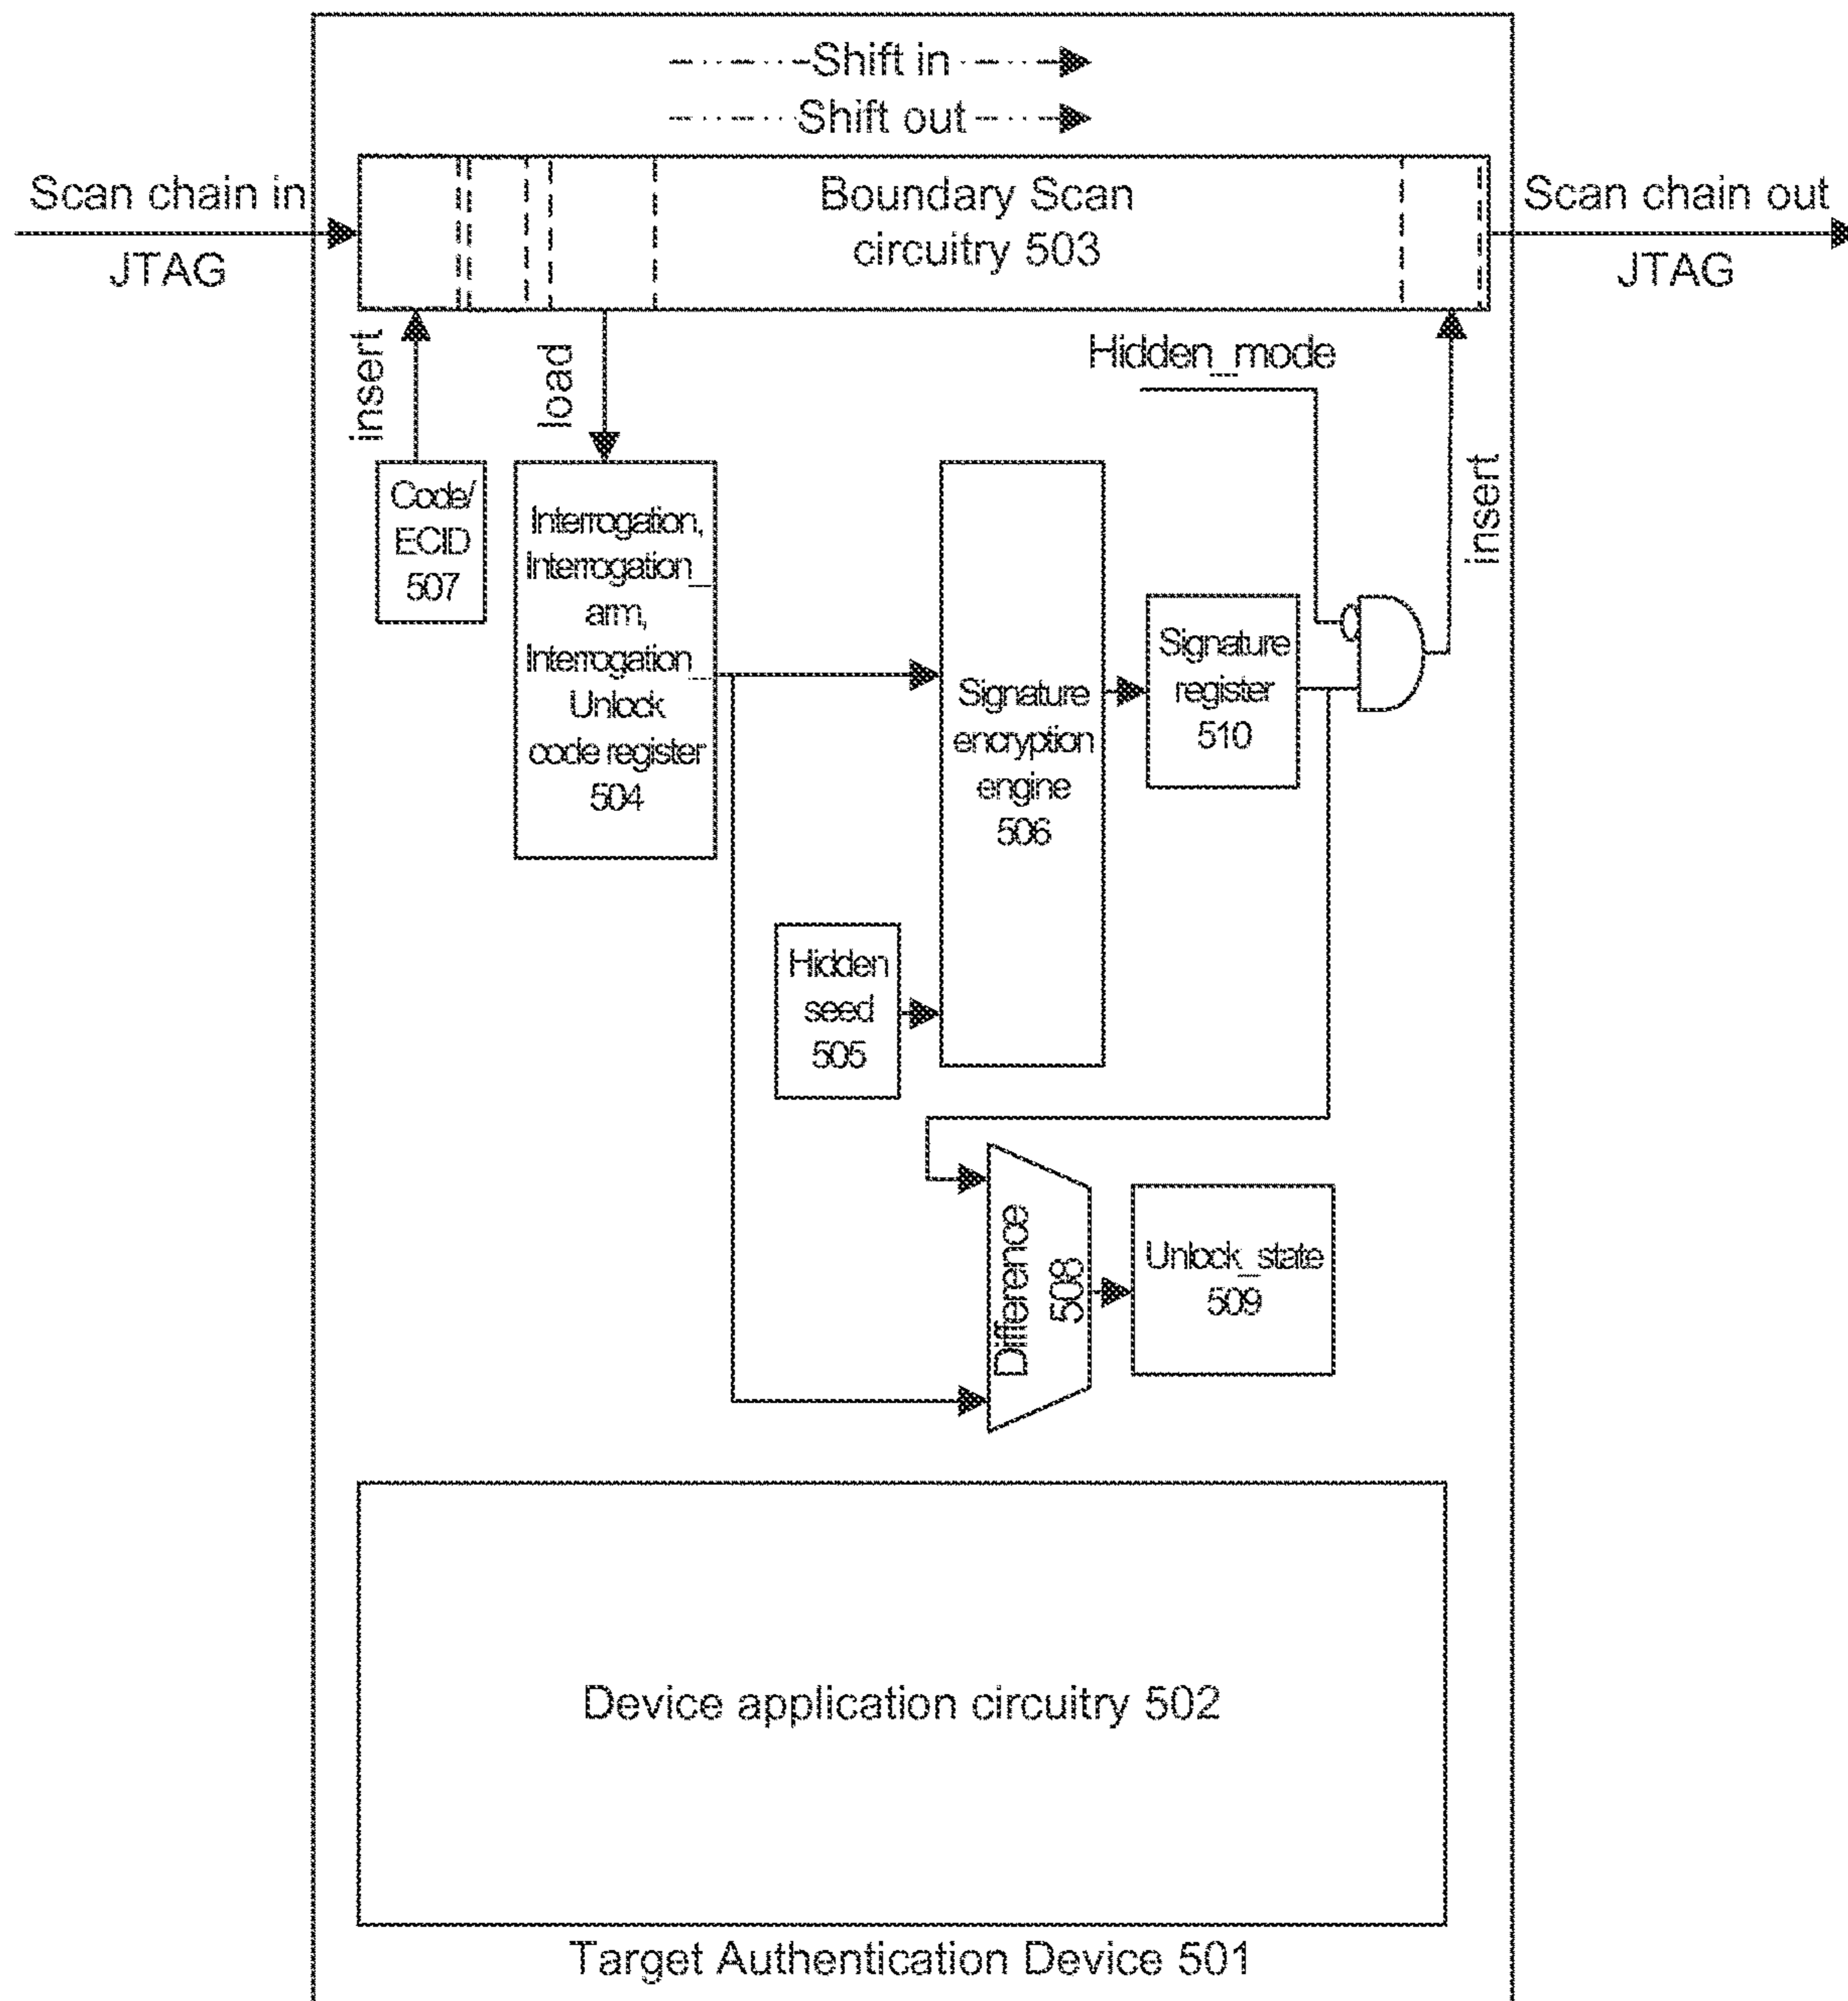 Shift in
Shift out
Scan chain in
JTAG
Boundary Scan
circuitry 503
Scan chain out
JTAG
insert
load
Hidden_mode
insert
Code/
ECID
507
Interrogation,
Interrogation_
arm,
Interrogation_
Unlock
code register
504
Signature
encryption
engine
506
Signature
register
510
Hidden
seed
505
Difference
508
Unlock_state
509
Device application circuitry 502
Target Authentication Device 501